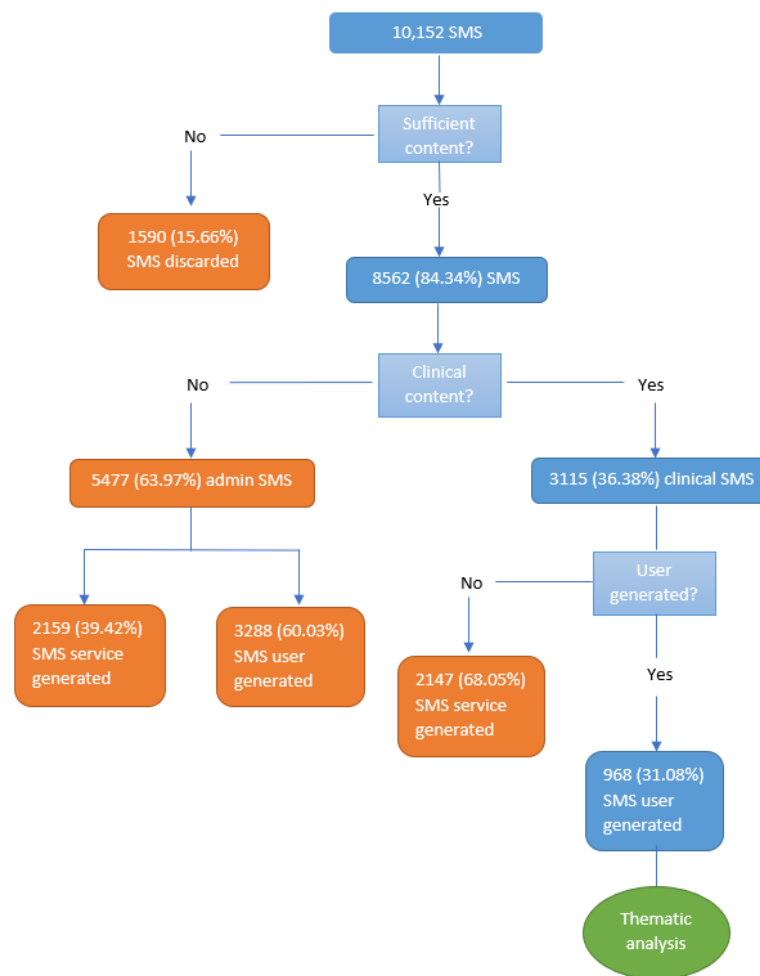 10,152 SMS
Sufficient
content?
No
Yes
1590 (15.66%)
SMS discarded
8562 (84.34%) SMS
Clinical
content?
No
Yes
5477 (63.97%) admin SMS
3115 (36.38%) clinical SMS
User
generated?
No
2159 (39.42%)
SMS service
generated
3288 (60.03%)
SMS user
generated
2147 (68.05%)
SMS service
generated
Yes
968 (31.08%)
SMS user
generated
Thematic
analysis